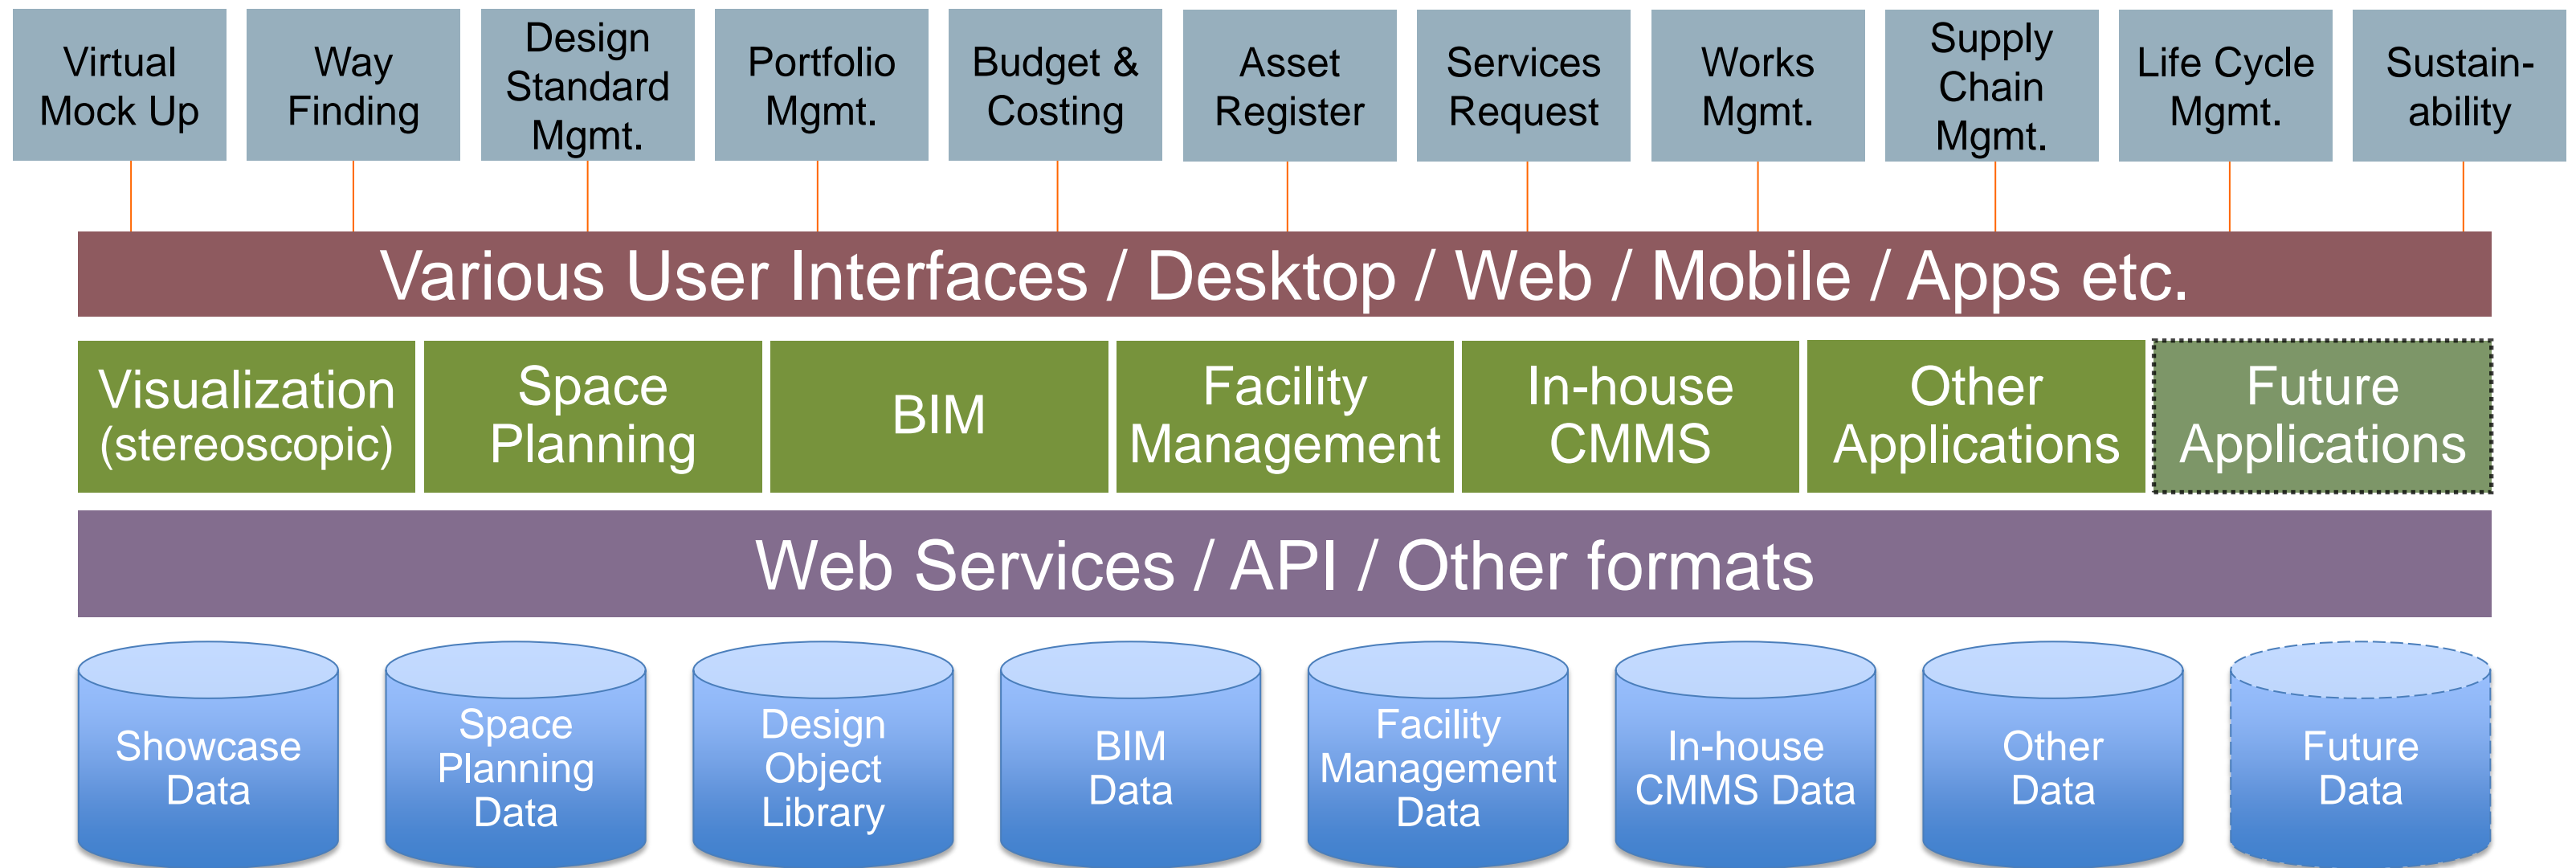 Virtual
Mock Up
Way
Finding
Design
Standard
Mgmt.
Portfolio
Mgmt.
Budget &
Costing
Asset
Register
Services
Request
Works
Mgmt.
Supply
Chain
Mgmt.
Life Cycle
Mgmt.
Sustain-
ability
Various User Interfaces / Desktop / Web / Mobile / Apps etc.
Visualization
(stereoscopic)
Space
Planning
BIM
Facility
Management
In-house
CMMS
Other
Applications
Future
Applications
Web Services / API / Other formats
Showcase
Data
Space
Planning
Data
Design
Object
Library
BIM
Data
Facility
Management
Data
In-house
CMMS Data
Other
Data
Future
Data